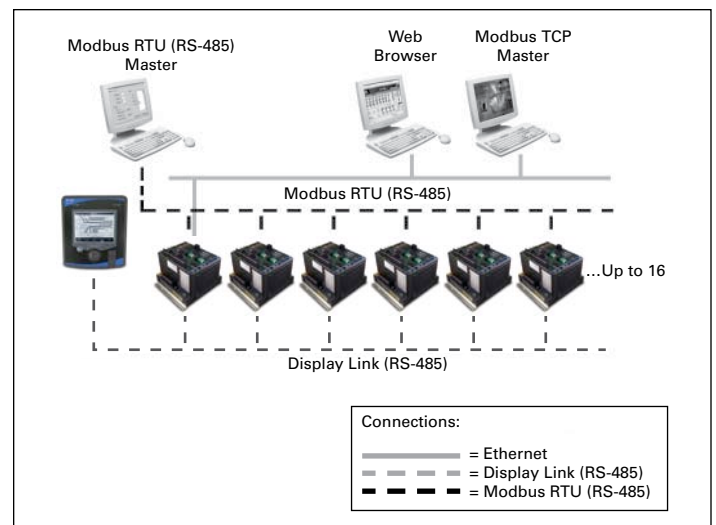 Modbus RTU (RS-485)
Master
Web
Browser
Modbus TCP
Master
Modbus RTU (RS-485)
...Up to 16
Display Link (RS-485)
Connections:
= Ethernet
= Display Link (RS-485)
= Modbus RTU (RS-485)